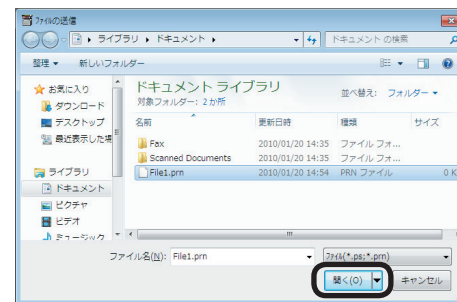 ﾌｧｲﾙの送信
ライブラリ ▸ ドキュメント ▸
ドキュメント の検索
整理 ▼ 新しいフォルダー
お気に入り
ダウンロード
デスクトップ
最近表示した場
ライブラリ
ドキュメント
ピクチャ
ビデオ
ミュージック
ドキュメント ライブラリ
対象フォルダー: 2 か所
並べ替え: フォルダー ▼
名前 更新日時 種類 サイズ
Fax 2010/01/20 14:35 ファイル フォ...
Scanned Documents 2010/01/20 14:35 ファイル フォ...
File1.prn 2010/01/20 14:54 PRN ファイル 0 K
ファイル名(N): File1.prn
ﾌｧｲﾙ(*.ps;*.prn)
開く(O) キャンセル